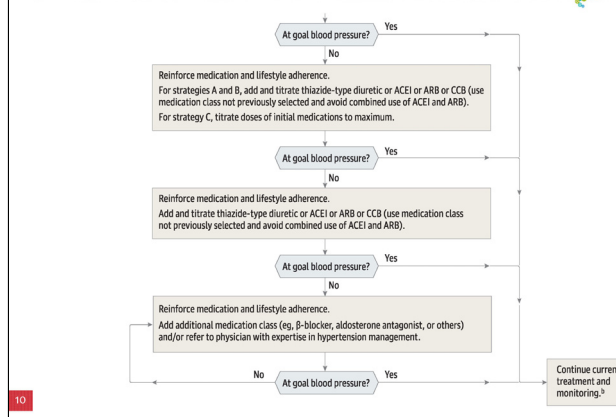 At goal blood pressure?
Yes
No
Reinforce medication and lifestyle adherence.
For strategies A and B, add and titrate thiazide-type diuretic or ACEI or ARB or CCB (use
medication class not previously selected and avoid combined use of ACEI and ARB).
For strategy C, titrate doses of initial medications to maximum.
At goal blood pressure?
Yes
No
Reinforce medication and lifestyle adherence.
Add and titrate thiazide-type diuretic or ACEI or ARB or CCB (use medication class
not previously selected and avoid combined use of ACEI and ARB).
At goal blood pressure?
Yes
No
Reinforce medication and lifestyle adherence.
Add additional medication class (eg, β-blocker, aldosterone antagonist, or others)
and/or refer to physician with expertise in hypertension management.
No
At goal blood pressure?
Yes
Continue curren
treatment and
monitoring.b
10